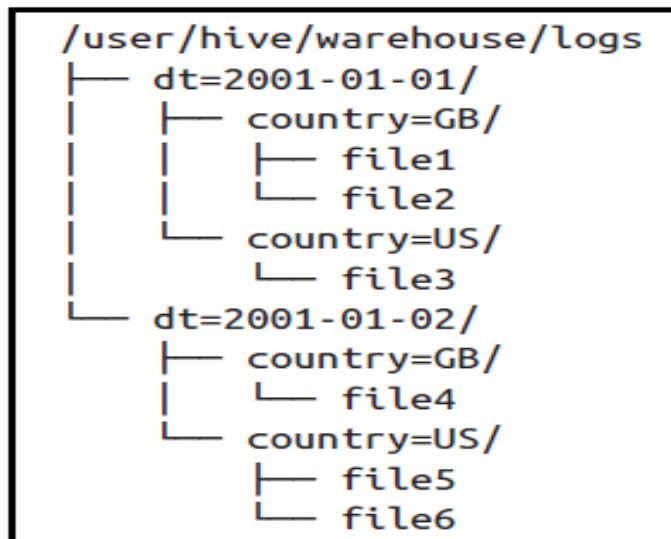 /user/hive/warehouse/logs
├── dt=2001-01-01/
│   ├── country=GB/
│   │   ├── file1
│   │   └── file2
│   └── country=US/
│       └── file3
└── dt=2001-01-02/
    ├── country=GB/
    │   └── file4
    └── country=US/
        ├── file5
        └── file6